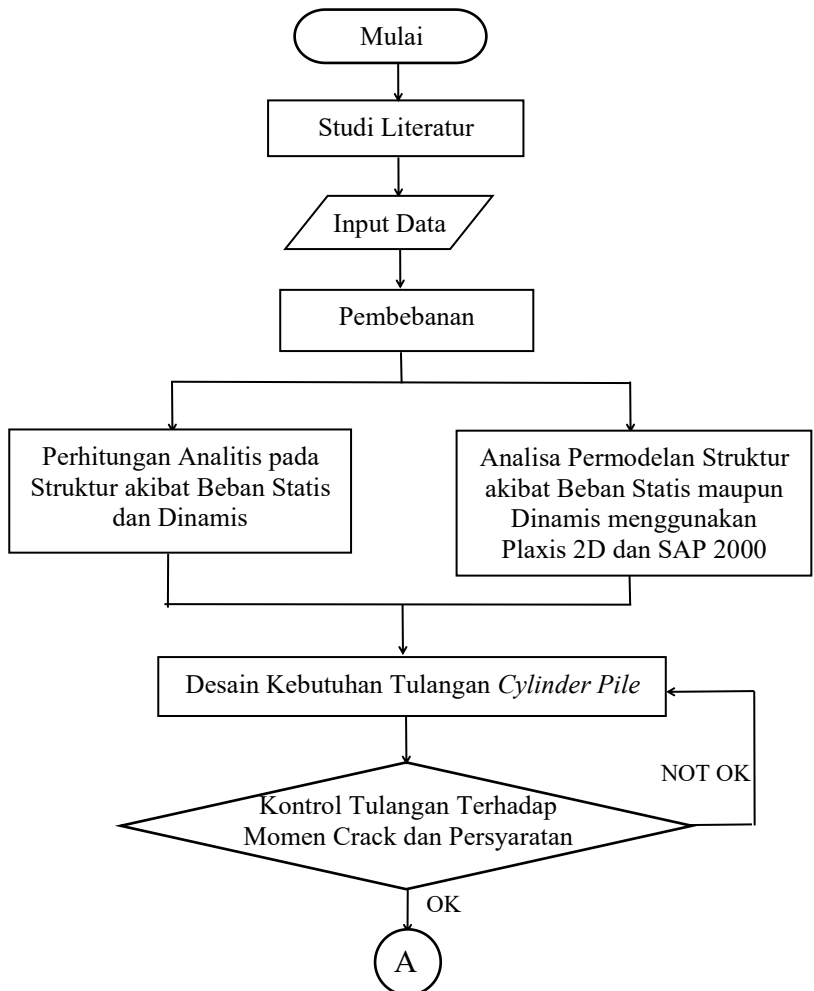 Mulai
Studi Literatur
Input Data
Pembebanan
Perhitungan Analitis pada
Struktur akibat Beban Statis
dan Dinamis
Analisa Permodelan Struktur
akibat Beban Statis maupun
Dinamis menggunakan
Plaxis 2D dan SAP 2000
Desain Kebutuhan Tulangan Cylinder Pile
NOT OK
Kontrol Tulangan Terhadap
Momen Crack dan Persyaratan
OK
A